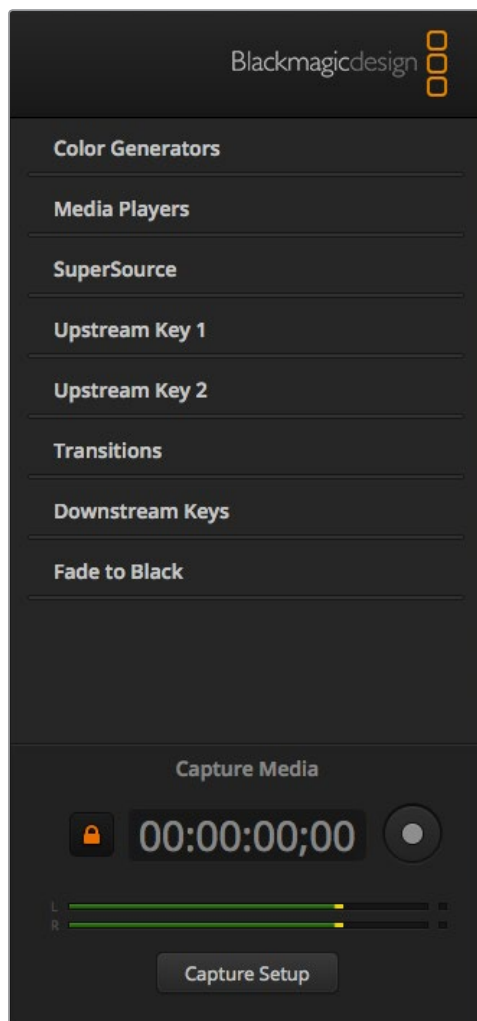 Blackmagicdesign
Color Generators
Media Players
SuperSource
Upstream Key 1
Upstream Key 2
Transitions
Downstream Keys
Fade to Black
Capture Media
00:00:00;00
L
R
Capture Setup